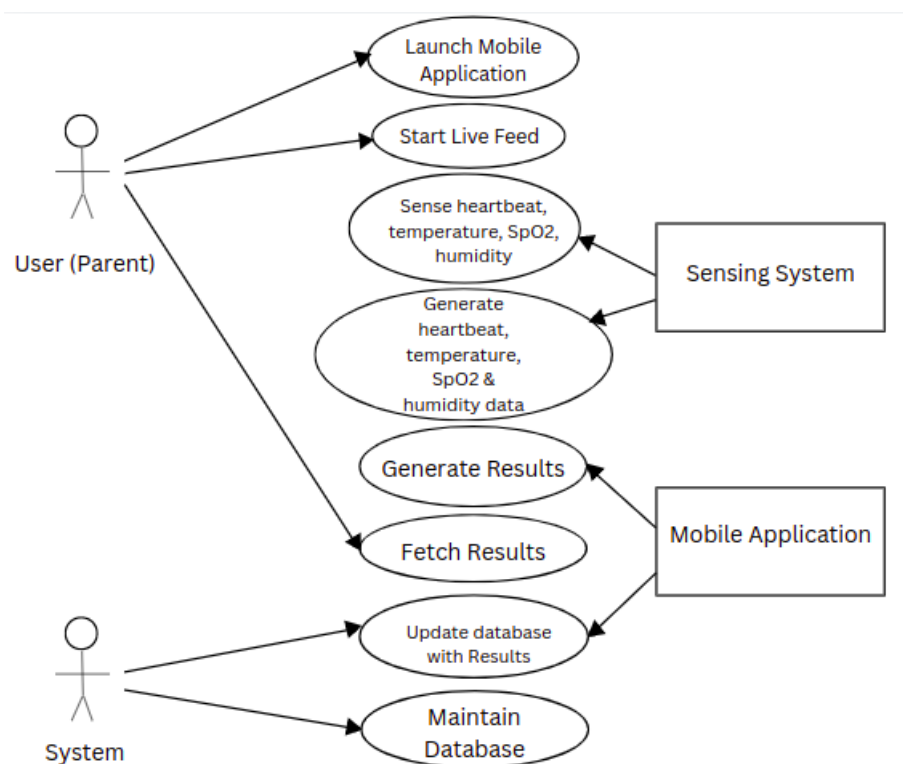 Launch Mobile
Application
Start Live Feed
User (Parent)
Sense heartbeat,
temperature, SpO2,
humidity
Sensing System
Generate
heartbeat,
temperature,
SpO2 &
humidity data
Generate Results
Mobile Application
Fetch Results
Update database
with Results
System
Maintain
Database